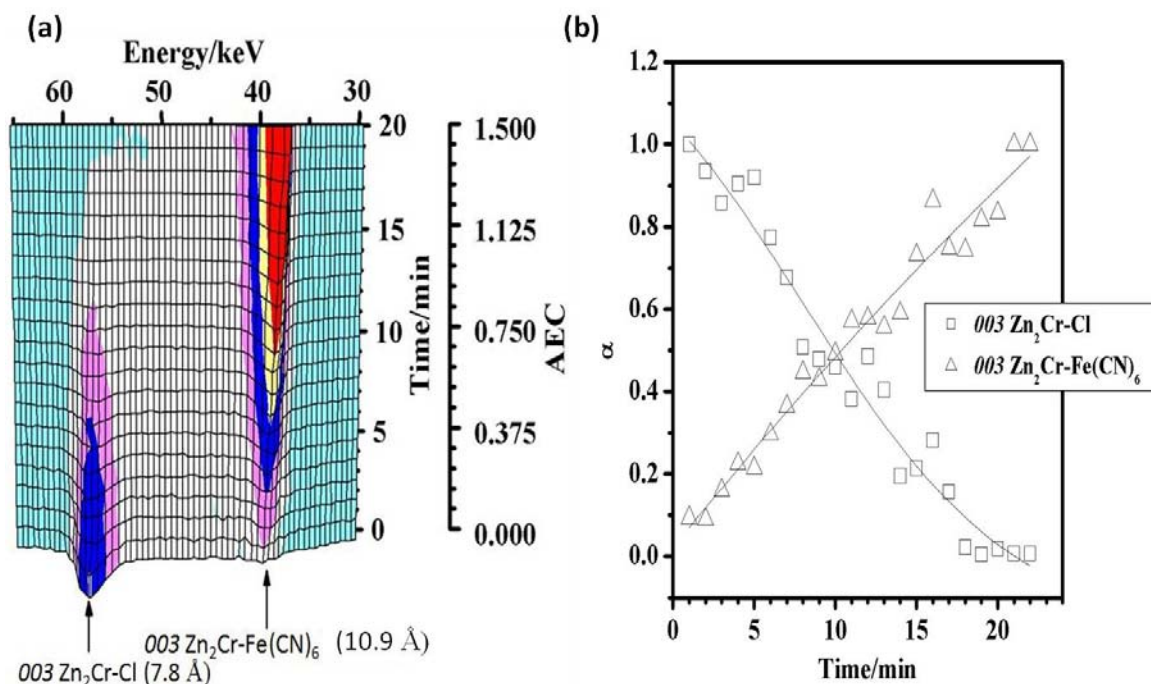 (a)
Energy/keV
60 50 40 30
20
15
10
5
0
Time/min
1.500
1.125
0.750
0.375
0.000
AEC
003 Zn₂Cr-Fe(CN)₆ (10.9 Å)
003 Zn₂Cr-Cl (7.8 Å)
(b)
1.2
1.0
0.8
0.6
0.4
0.2
0.0
α
0 5 10 15 20
Time/min
003 Zn₂Cr-Cl
003 Zn₂Cr-Fe(CN)₆